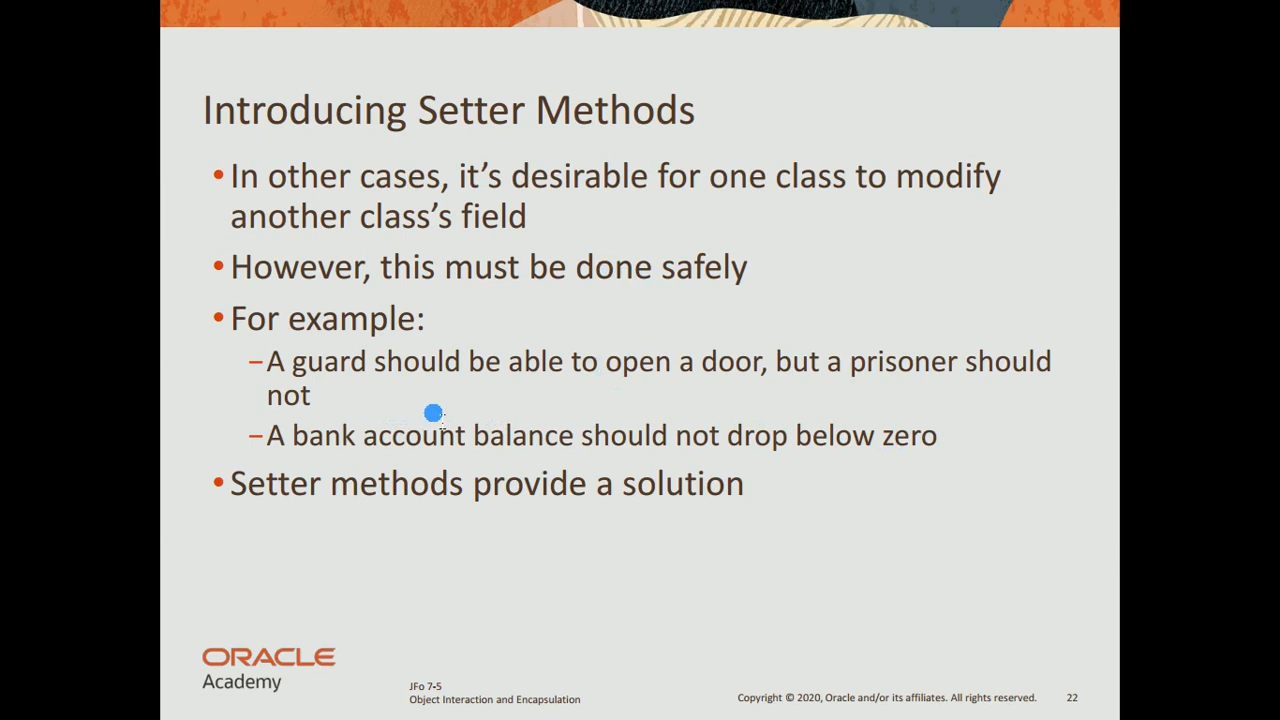 Introducing Setter Methods
•In other cases, it’s desirable for one class to modify
another class’s field
•However, this must be done safely
•For example:
–A guard should be able to open a door, but a prisoner should
not
–A bank account balance should not drop below zero
•Setter methods provide a solution
ORACLE
Academy
JFo 7-5
Object Interaction and Encapsulation
Copyright © 2020, Oracle and/or its affiliates. All rights reserved.
22